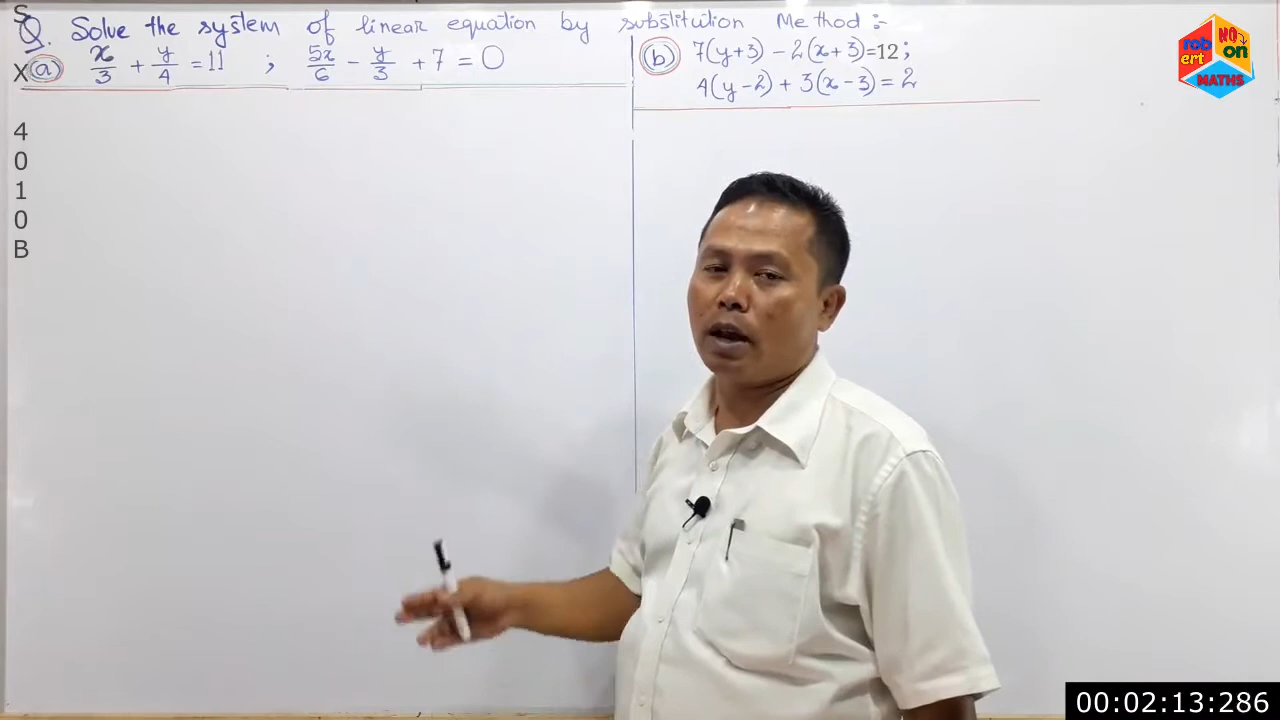 Q. Solve the system of linear equation by substitution Method :-
(a) x/3 + y/4 = 11 ; 5x/6 - y/3 + 7 = 0
(b) 7(y+3) - 2(x+3) = 12 ;
4(y-2) + 3(x-3) = 2
S
X
4
0
1
0
B
rob ert NO on MATHS
00:02:13:286